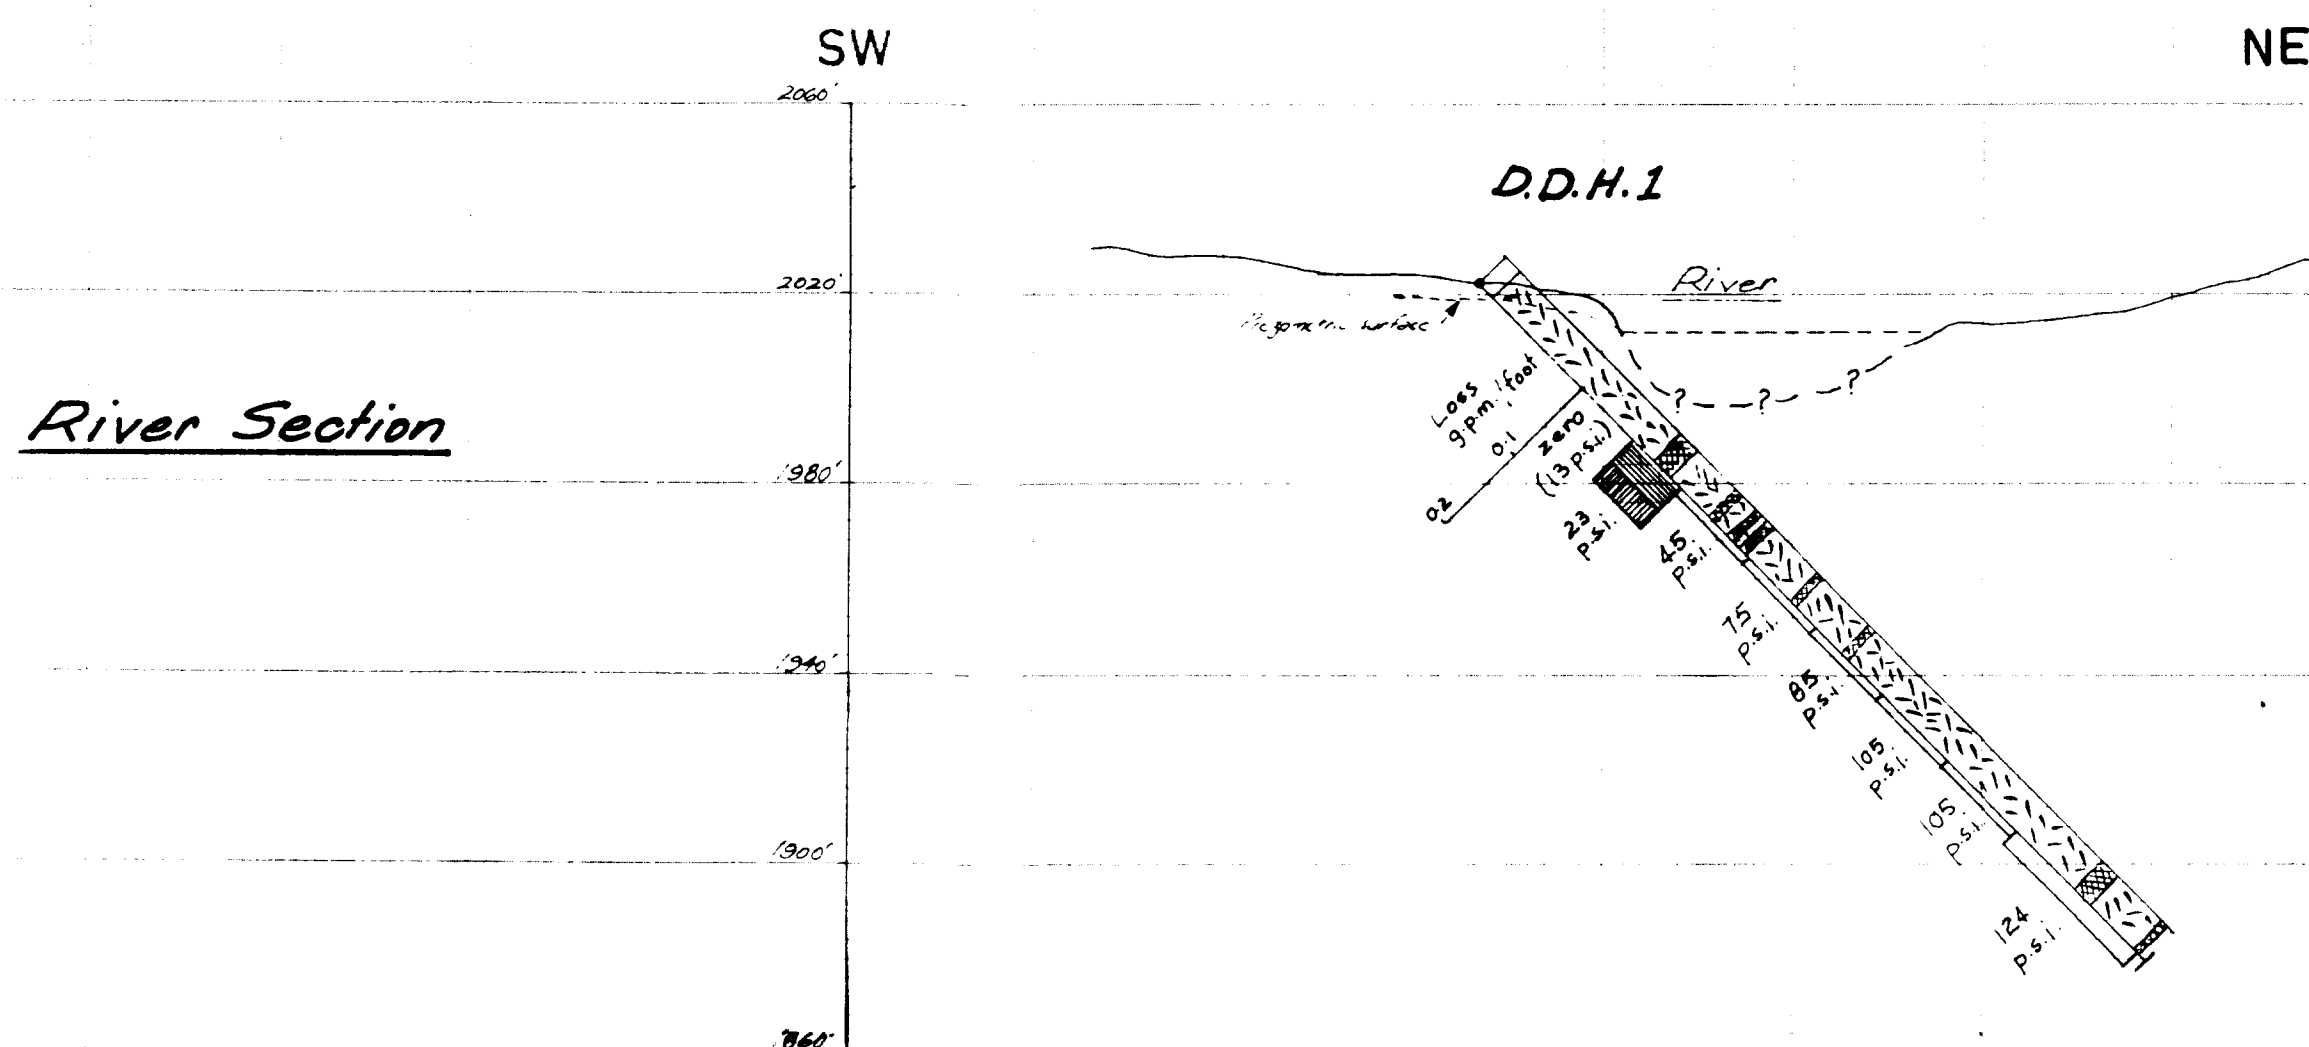 SW
NE
2060'
D.D.H.1
2020'
River
surface
Loss
g.p.m./foot
River Section
0.1
zero
(13 p.s.i.)
1980'
0.2
23
p.s.i.
45
p.s.i.
75
p.s.i.
1940'
85
p.s.i.
105
p.s.i.
105
p.s.i.
1900'
124
p.s.i.
1860'
? ? ?